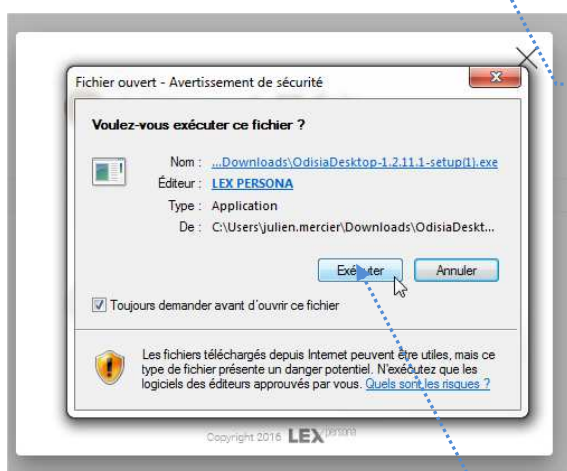 Fichier ouvert - Avertissement de sécurité
Voulez-vous exécuter ce fichier ?
Nom : ...Downloads\OdisiaDesktop-1.2.11.1-setup(1).exe
Éditeur : LEX PERSONA
Type : Application
De : C:\Users\julien.mercier\Downloads\OdisiaDeskt...
Exécuter Annuler
Toujours demander avant d'ouvrir ce fichier
Les fichiers téléchargés depuis Internet peuvent être utiles, mais ce
type de fichier présente un danger potentiel. N'exécutez que les
logiciels des éditeurs approuvés par vous. Quels sont les risques ?
Copyright 2016 LEX persona